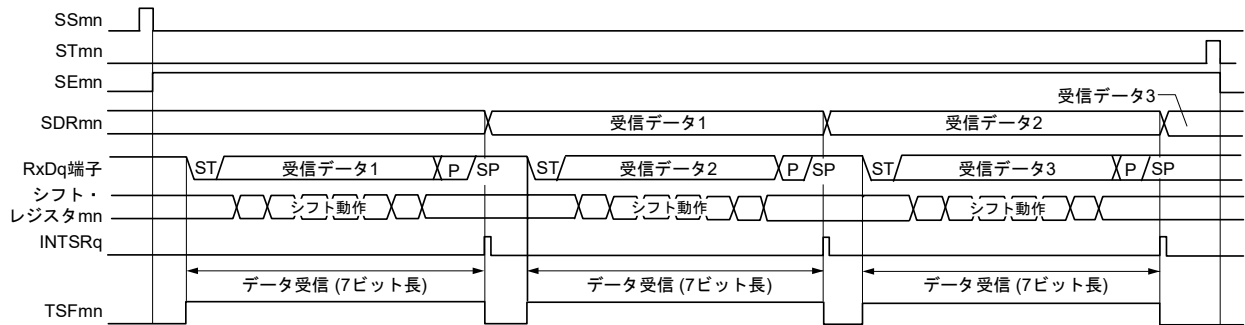 SSmn
STmn
SEmn
受信データ3
SDRmn 受信データ1 受信データ2
RxDq端子 ST 受信データ1 P SP ST 受信データ2 P SP ST 受信データ3 P SP
シフト・
レジスタmn シフト動作 シフト動作 シフト動作
INTSRq
データ受信 (7ビット長) データ受信 (7ビット長) データ受信 (7ビット長)
TSFmn